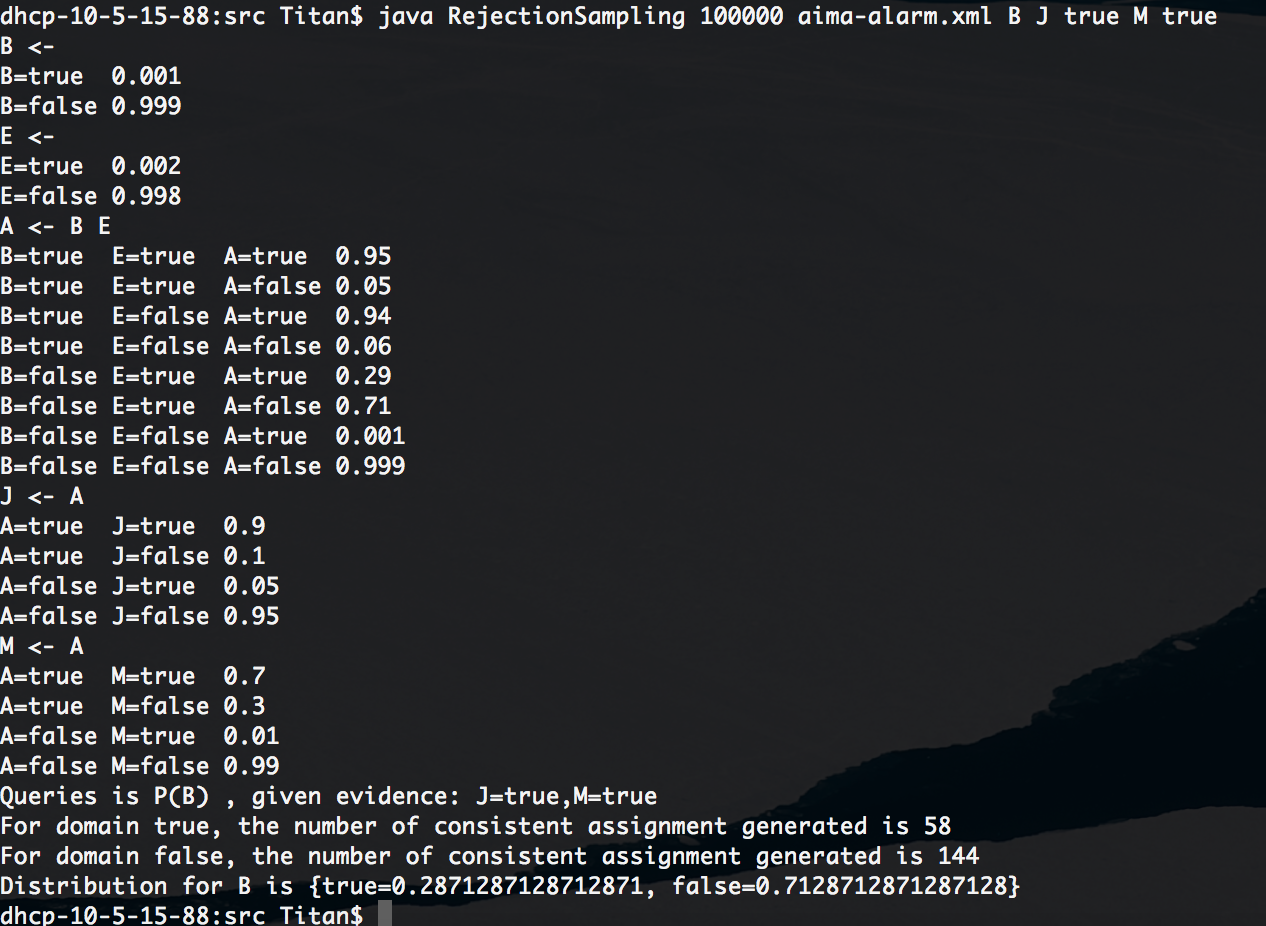 dhcp-10-5-15-88:src Titan$ java RejectionSampling 100000 aima-alarm.xml B J true M true
B <-
B=true  0.001
B=false 0.999
E <-
E=true  0.002
E=false 0.998
A <- B E
B=true  E=true  A=true  0.95
B=true  E=true  A=false 0.05
B=true  E=false A=true  0.94
B=true  E=false A=false 0.06
B=false E=true  A=true  0.29
B=false E=true  A=false 0.71
B=false E=false A=true  0.001
B=false E=false A=false 0.999
J <- A
A=true  J=true  0.9
A=true  J=false 0.1
A=false J=true  0.05
A=false J=false 0.95
M <- A
A=true  M=true  0.7
A=true  M=false 0.3
A=false M=true  0.01
A=false M=false 0.99
Queries is P(B) , given evidence: J=true,M=true
For domain true, the number of consistent assignment generated is 58
For domain false, the number of consistent assignment generated is 144
Distribution for B is {true=0.2871287128712871, false=0.7128712871287128}
dhcp-10-5-15-88:src Titan$